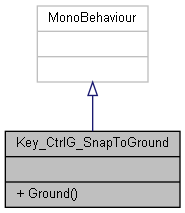 MonoBehaviour
Key_CtrlG_SnapToGround
+ Ground()